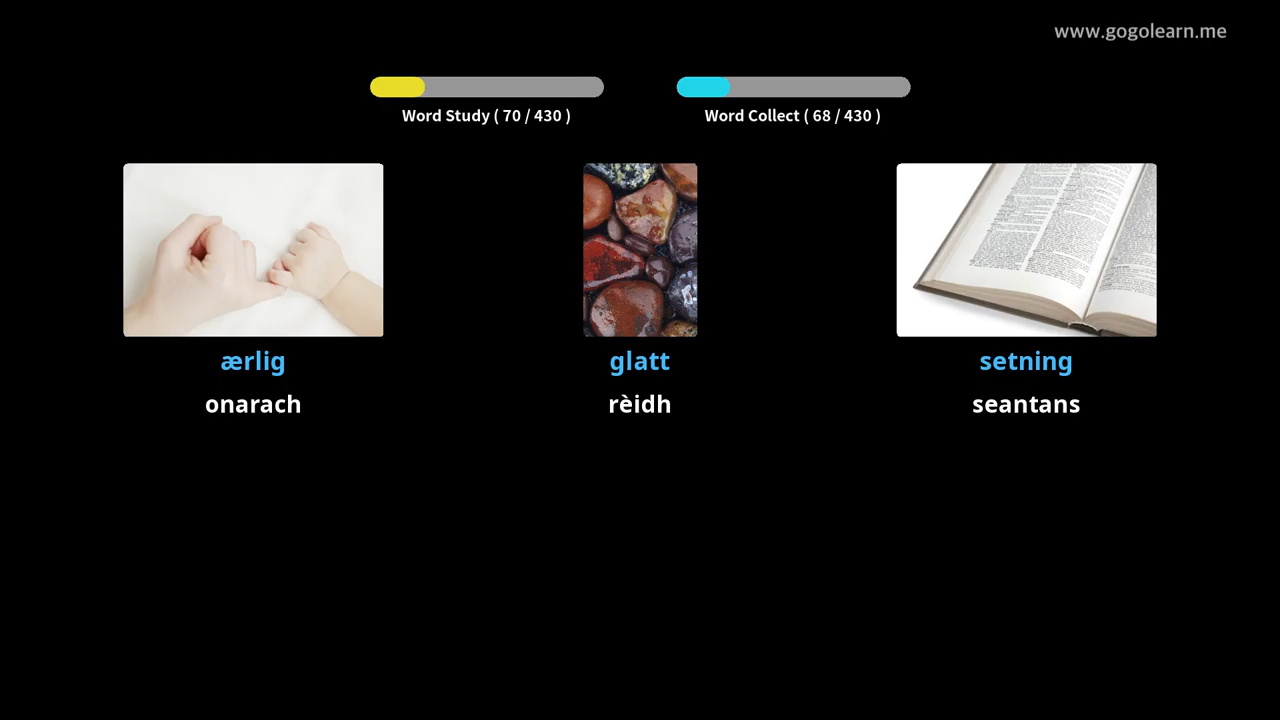 www.gogolearn.me
Word Study ( 70 / 430 )
Word Collect ( 68 / 430 )
ærlig
onarach
glatt
rèidh
setning
seantans